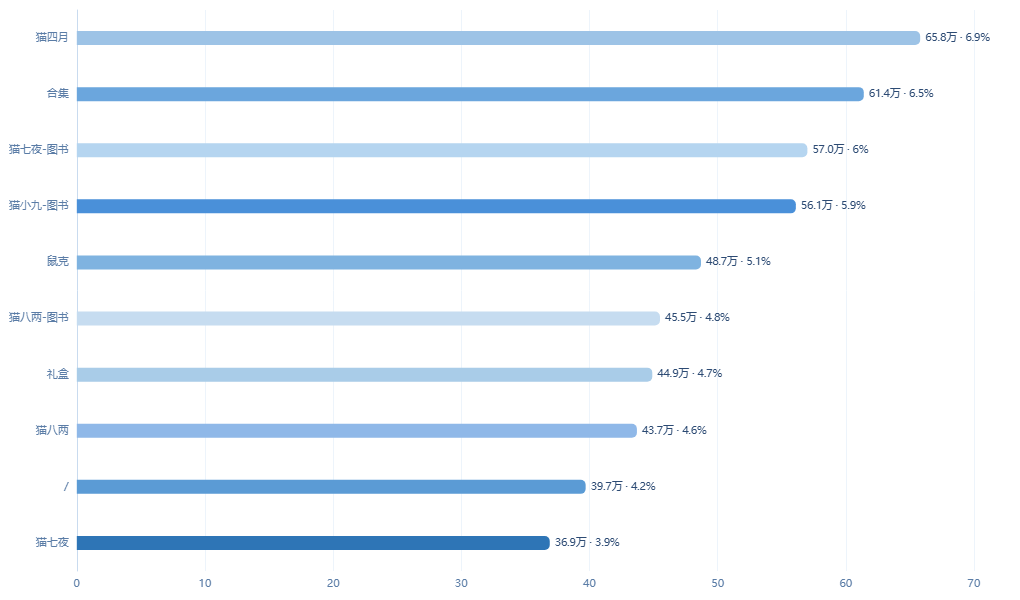 猫四月 65.8万 · 6.9%
合集 61.4万 · 6.5%
猫七夜-图书 57.0万 · 6%
猫小九-图书 56.1万 · 5.9%
鼠克 48.7万 · 5.1%
猫八两-图书 45.5万 · 4.8%
礼盒 44.9万 · 4.7%
猫八两 43.7万 · 4.6%
/ 39.7万 · 4.2%
猫七夜 36.9万 · 3.9%
0 10 20 30 40 50 60 70